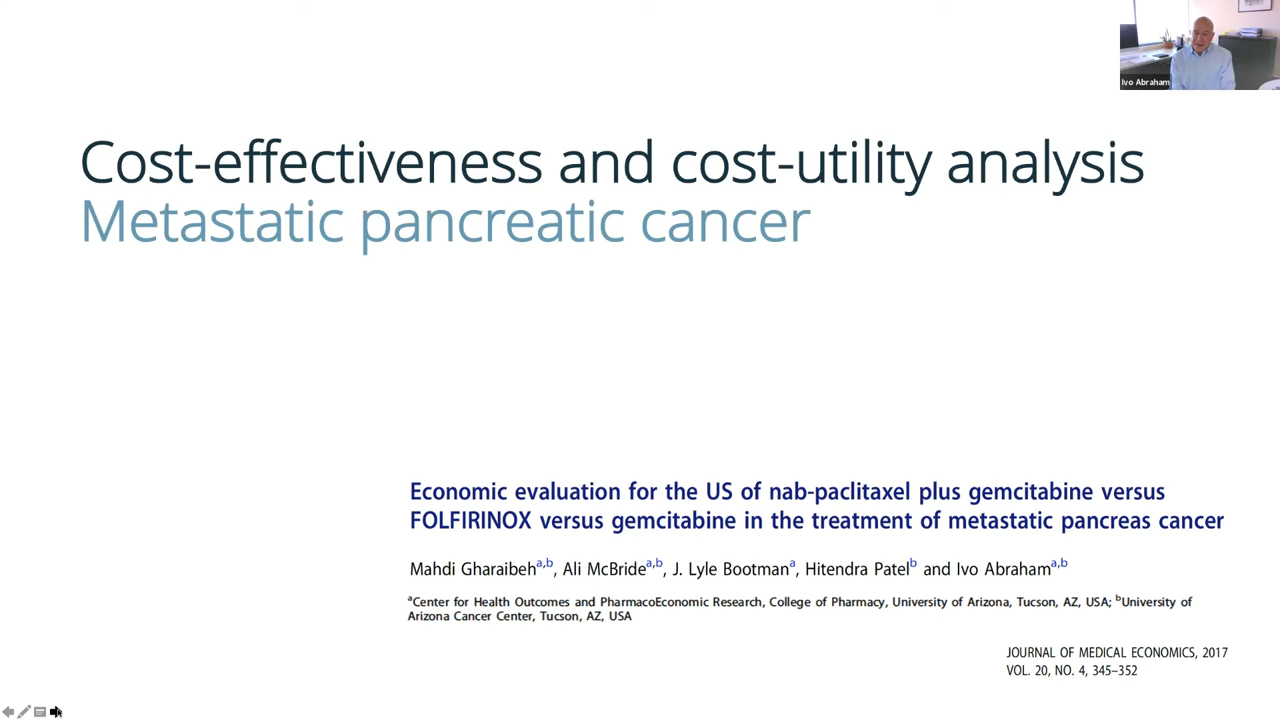 Ivo Abraham
Cost-effectiveness and cost-utility analysis
Metastatic pancreatic cancer
Economic evaluation for the US of nab-paclitaxel plus gemcitabine versus
FOLFIRINOX versus gemcitabine in the treatment of metastatic pancreas cancer
Mahdi Gharaibeha,b, Ali McBridea,b, J. Lyle Bootmana, Hitendra Patelb and Ivo Abrahama,b
aCenter for Health Outcomes and PharmacoEconomic Research, College of Pharmacy, University of Arizona, Tucson, AZ, USA; bUniversity of
Arizona Cancer Center, Tucson, AZ, USA
JOURNAL OF MEDICAL ECONOMICS, 2017
VOL. 20, NO. 4, 345–352